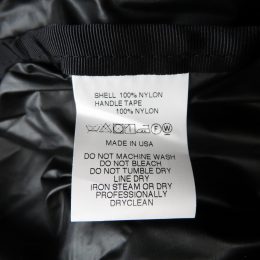 SHELL 100% NYLON
HANDLE TAPE
100% NYLON
F W
MADE IN USA
DO NOT MACHINE WASH
DO NOT BLEACH
DO NOT TUMBLE DRY
LINE DRY
IRON STEAM OR DRY
PROFESSIONALLY
DRYCLEAN